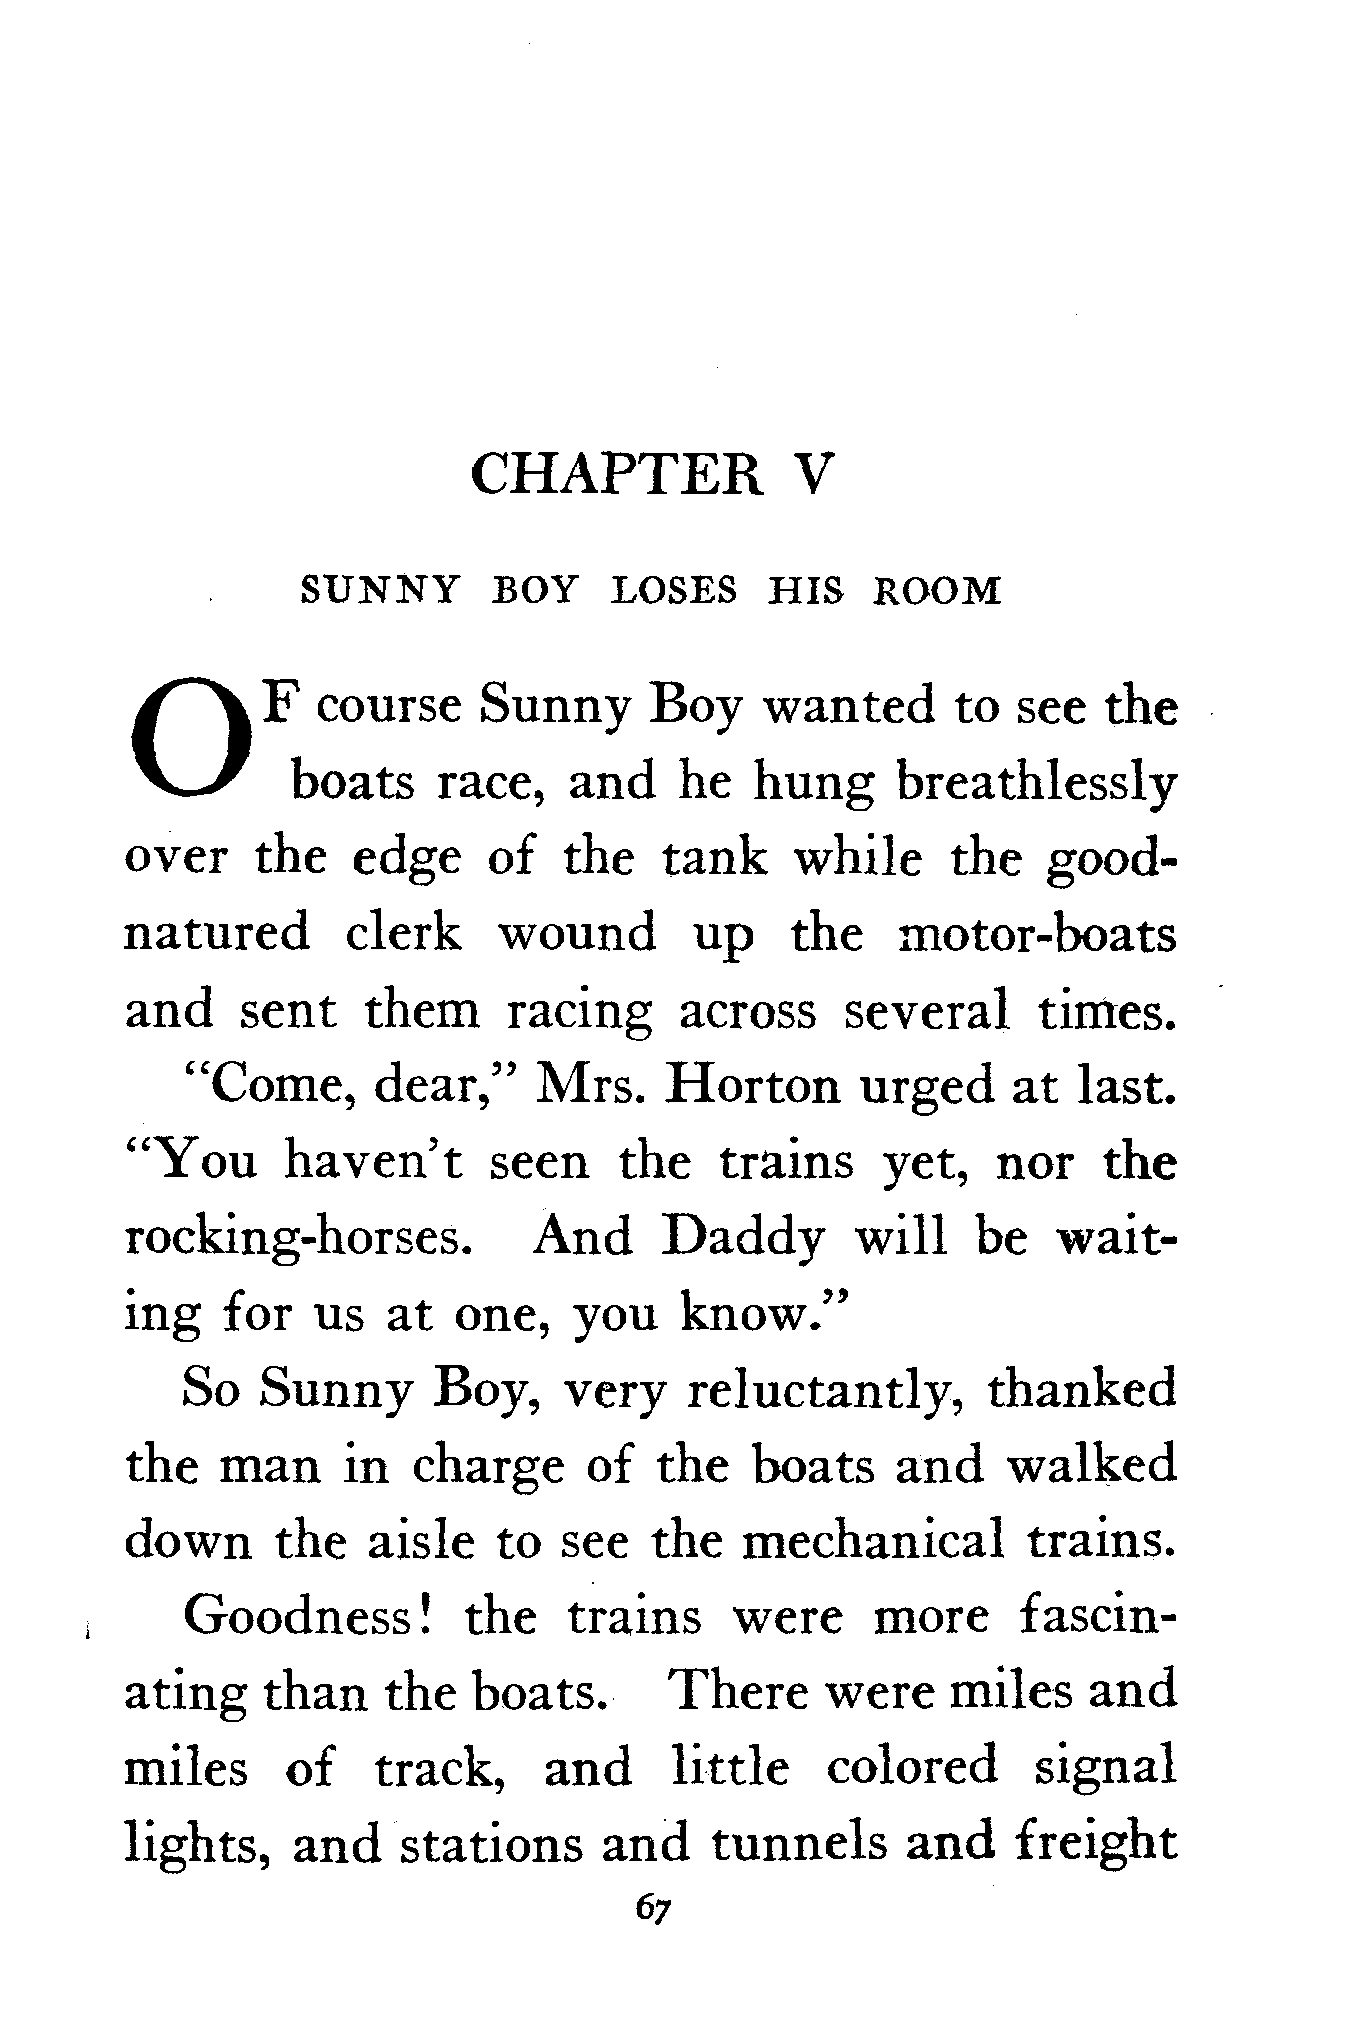 CHAPTER V
SUNNY BOY LOSES HIS ROOM
OF course Sunny Boy wanted to see the
boats race, and he hung breathlessly
over the edge of the tank while the good-
natured clerk wound up the motor-boats
and sent them racing across several times.
“Come, dear,” Mrs. Horton urged at last.
“You haven’t seen the trains yet, nor the
rocking-horses. And Daddy will be wait-
ing for us at one, you know.”
So Sunny Boy, very reluctantly, thanked
the man in charge of the boats and walked
down the aisle to see the mechanical trains.
Goodness! the trains were more fascin-
ating than the boats. There were miles and
miles of track, and little colored signal
lights, and stations and tunnels and freight
67